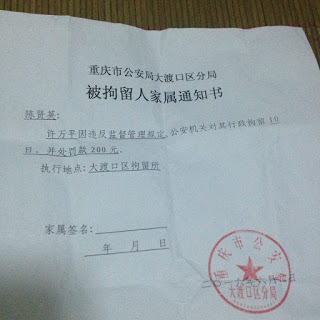 重庆市公安局大渡口区分局
被拘留人家属通知书
陈贤英:
许万平因违反监督管理规定,公安机关对其行政拘留10
日,并处罚款200元.
执行地点:大渡口区拘留所
家属签名:
年 月 日
重庆市公安局
大渡口区分局
二〇一六年六月 日